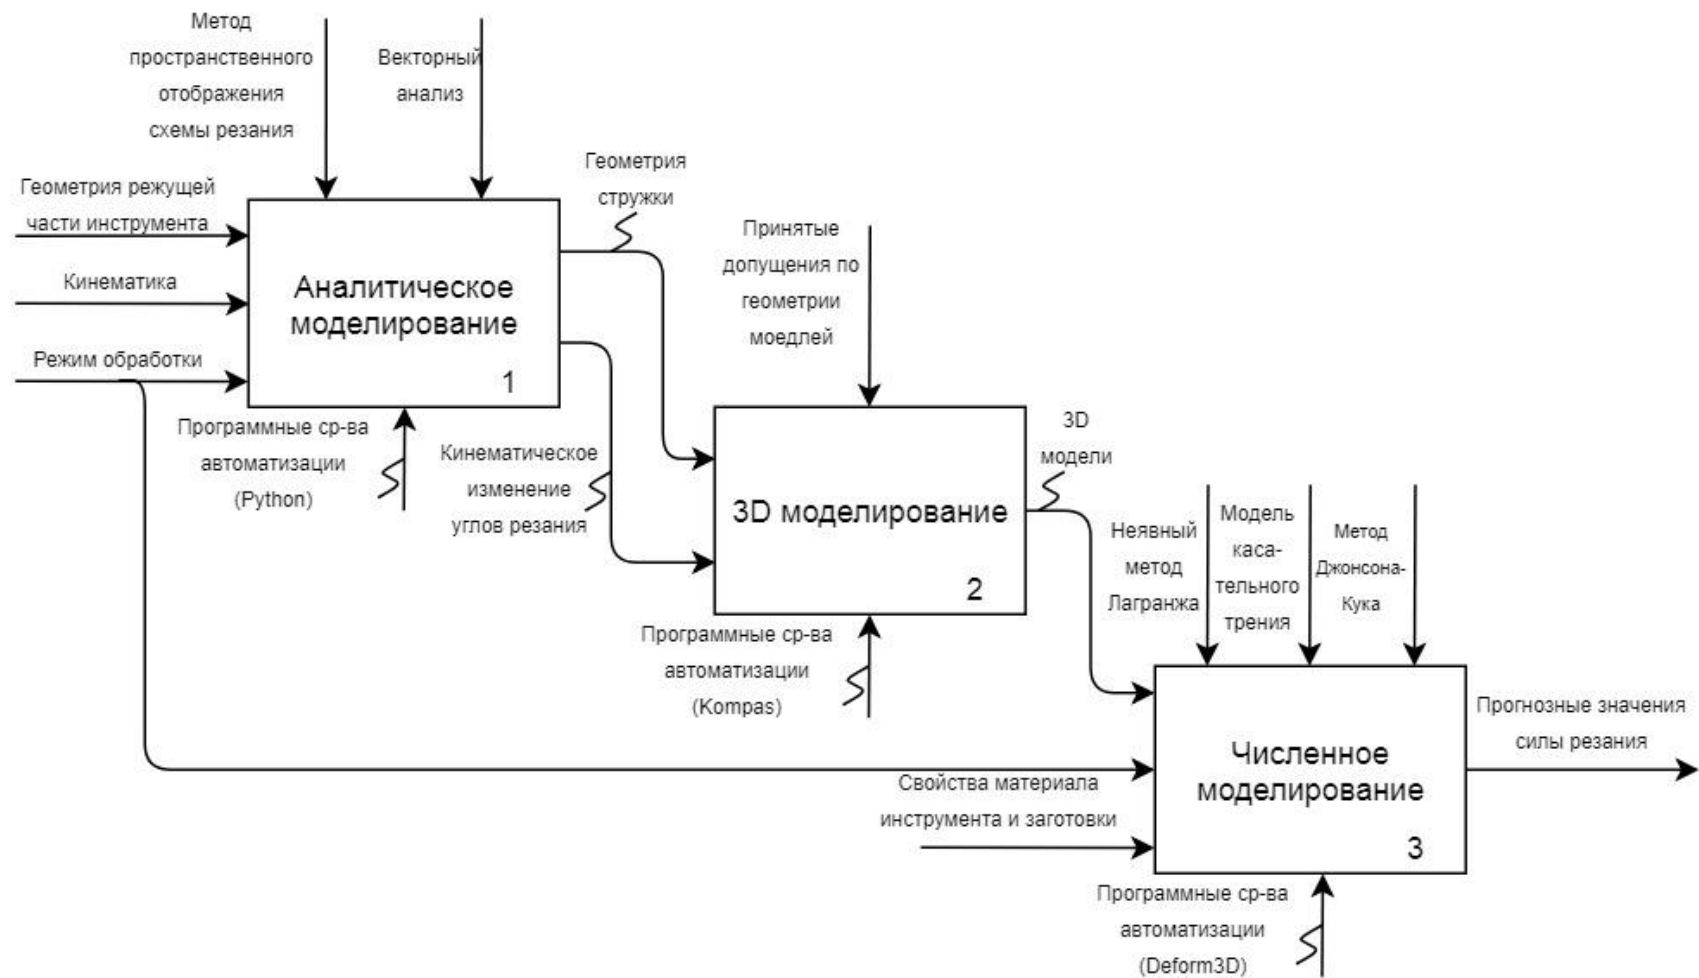 Метод
пространственного
отображения
схемы резания
Векторный
анализ
Геометрия режущей
части инструмента
Кинематика
Режим обработки
Аналитическое
моделирование
1
Программные ср-ва
автоматизации
(Python)
Геометрия
стружки
Кинематическое
изменение
углов резания
Принятые
допущения по
геометрии
моедлей
3D моделирование
2
Программные ср-ва
автоматизации
(Kompas)
3D
модели
Неявный
метод
Лагранжа
Модель
каса-
тельного
трения
Метод
Джонсона-
Кука
Свойства материала
инструмента и заготовки
Численное
моделирование
3
Программные ср-ва
автоматизации
(Deform3D)
Прогнозные значения
силы резания